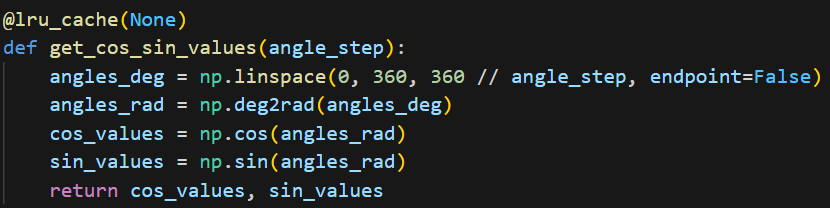 @lru_cache(None)
def get_cos_sin_values(angle_step):
    angles_deg = np.linspace(0, 360, 360 // angle_step, endpoint=False)
    angles_rad = np.deg2rad(angles_deg)
    cos_values = np.cos(angles_rad)
    sin_values = np.sin(angles_rad)
    return cos_values, sin_values